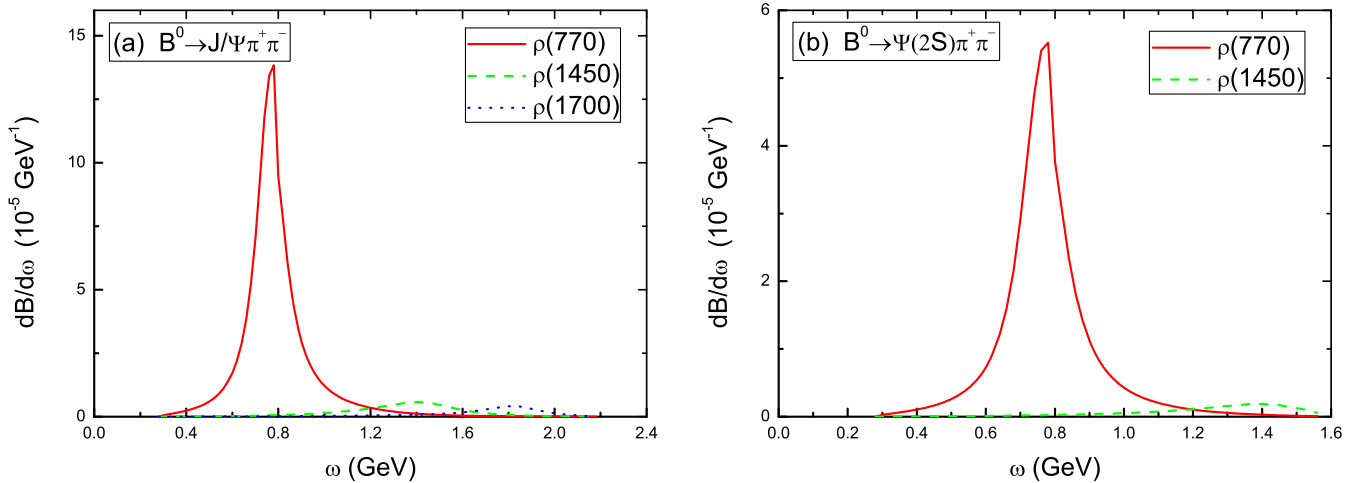 (a) B⁰→J/Ψπ⁺π⁻
ρ(770)
ρ(1450)
ρ(1700)
dB/dω (10⁻⁵ GeV⁻¹)
15
10
5
0
0.0 0.4 0.8 1.2 1.6 2.0 2.4
ω (GeV)
(b) B⁰→Ψ(2S)π⁺π⁻
ρ(770)
ρ(1450)
dB/dω (10⁻⁵ GeV⁻¹)
6
4
2
0
0.0 0.2 0.4 0.6 0.8 1.0 1.2 1.4 1.6
ω (GeV)